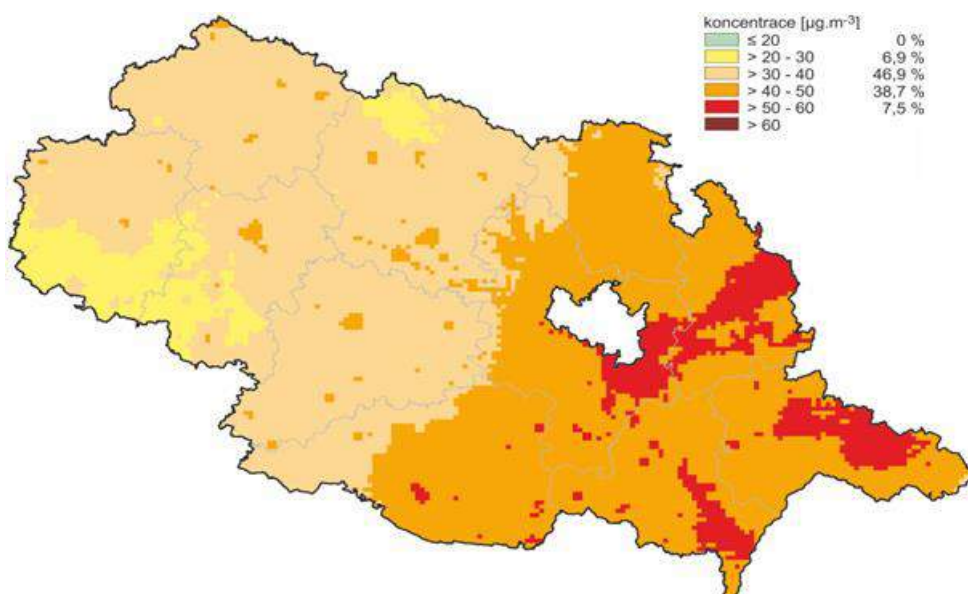 koncentrace [µg.m-³]
≤ 20 0 %
> 20 - 30 6,9 %
> 30 - 40 46,9 %
> 40 - 50 38,7 %
> 50 - 60 7,5 %
> 60